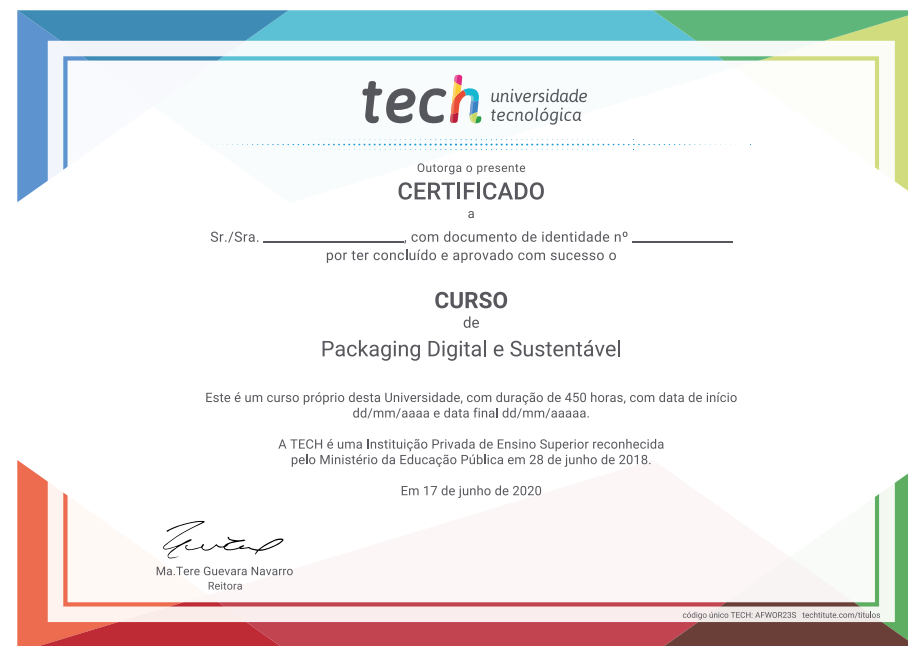 tech universidade
tecnológica
Outorga o presente
CERTIFICADO
a
Sr./Sra. ____________, com documento de identidade nº ____________
por ter concluído e aprovado com sucesso o
CURSO
de
Packaging Digital e Sustentável
Este é um curso próprio desta Universidade, com duração de 450 horas, com data de início
dd/mm/aaaa e data final dd/mm/aaaaa.
A TECH é uma Instituição Privada de Ensino Superior reconhecida
pelo Ministério da Educação Pública em 28 de junho de 2018.
Em 17 de junho de 2020
Ma.Tere Guevara Navarro
Reitora
código único TECH: AFWOR23S techtitute.com/titulos